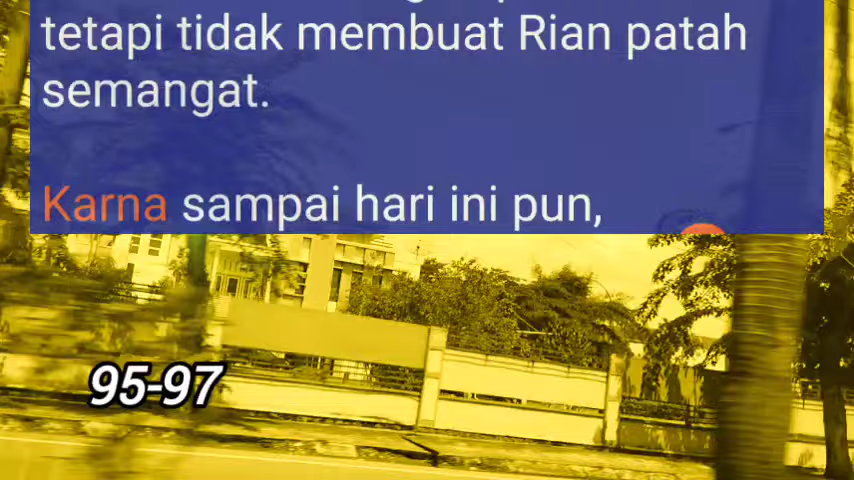 tetapi tidak membuat Rian patah
semangat.
Karna sampai hari ini pun,
95-97